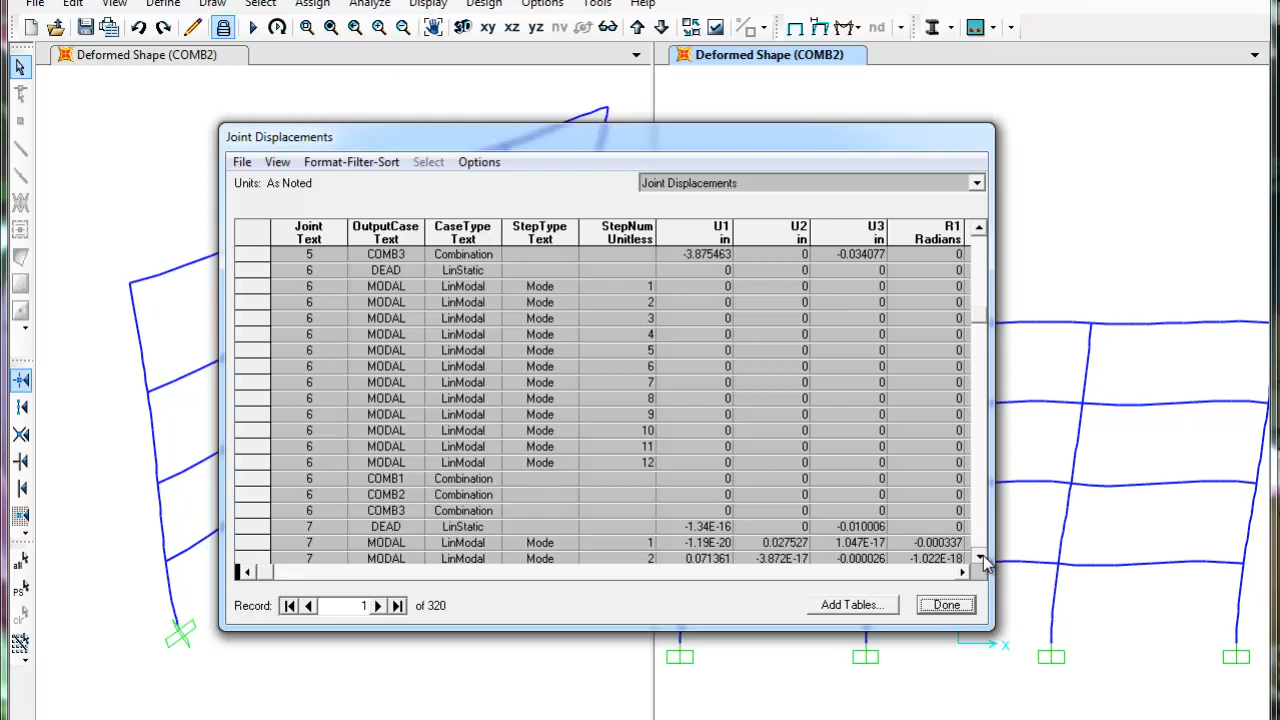 File Edit View Define Draw Select Assign Analyze Display Design Options Tools Help
3D xy xz yz nv nd
Deformed Shape (COMB2)
Deformed Shape (COMB2)
Joint Displacements
File View Format-Filter-Sort Select Options
Units: As Noted
Joint Displacements
Joint OutputCase CaseType StepType StepNum U1 U2 U3 R1
Text Text Text Text Unitless in in in Radians
5 COMB3 Combination -3.875463 0 -0.034077 0
6 DEAD LinStatic 0 0 0 0
6 MODAL LinModal Mode 1 0 0 0 0
6 MODAL LinModal Mode 2 0 0 0 0
6 MODAL LinModal Mode 3 0 0 0 0
6 MODAL LinModal Mode 4 0 0 0 0
6 MODAL LinModal Mode 5 0 0 0 0
6 MODAL LinModal Mode 6 0 0 0 0
6 MODAL LinModal Mode 7 0 0 0 0
6 MODAL LinModal Mode 8 0 0 0 0
6 MODAL LinModal Mode 9 0 0 0 0
6 MODAL LinModal Mode 10 0 0 0 0
6 MODAL LinModal Mode 11 0 0 0 0
6 MODAL LinModal Mode 12 0 0 0 0
6 COMB1 Combination 0 0 0 0
6 COMB2 Combination 0 0 0 0
6 COMB3 Combination 0 0 0 0
7 DEAD LinStatic -1.34E-16 0 -0.010006 0
7 MODAL LinModal Mode 1 -1.19E-20 0.027527 1.047E-17 -0.000337
7 MODAL LinModal Mode 2 0.071361 -3.872E-17 -0.000026 -1.022E-18
Record: 1 of 320
Add Tables... Done
X
all
PS
clr